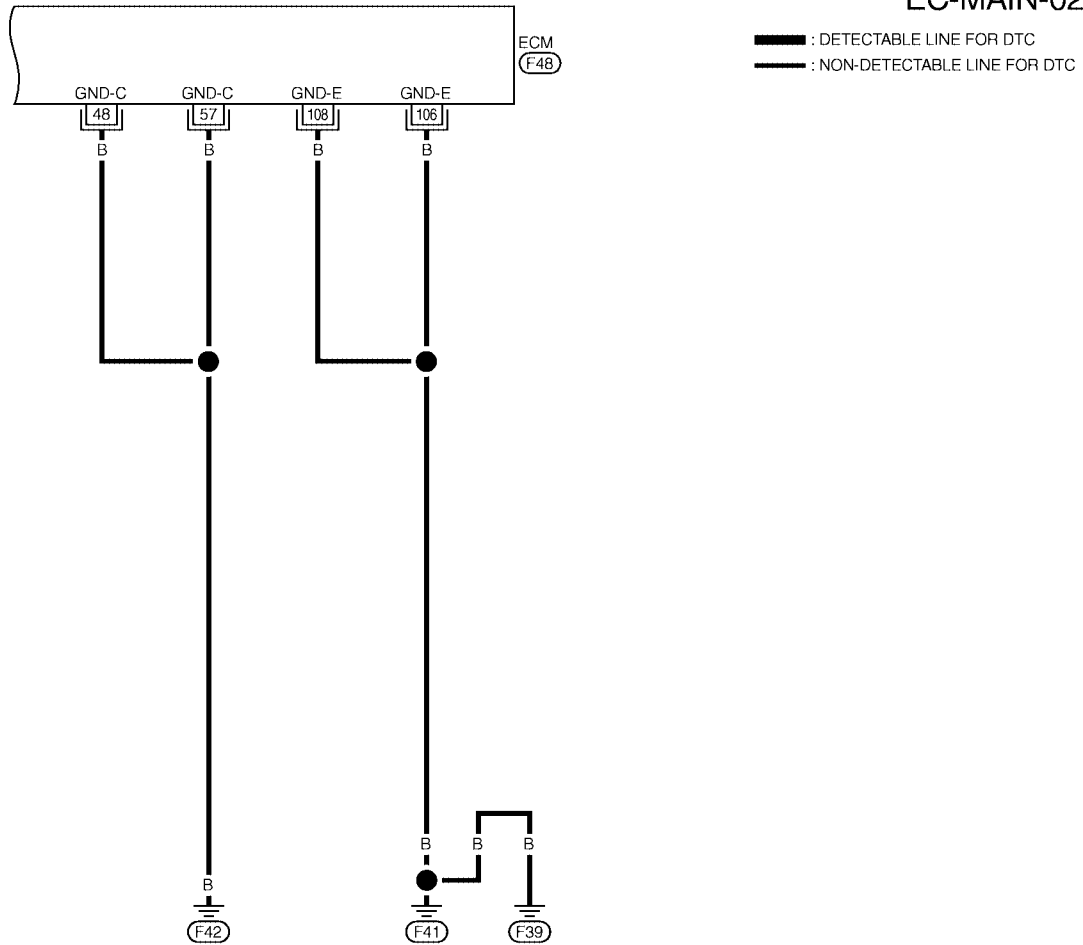 EC-MAIN-02
: DETECTABLE LINE FOR DTC
: NON-DETECTABLE LINE FOR DTC
ECM
F48
GND-C GND-C GND-E GND-E
48 57 108 106
B B B B
B B B
B
F42 F41 F39